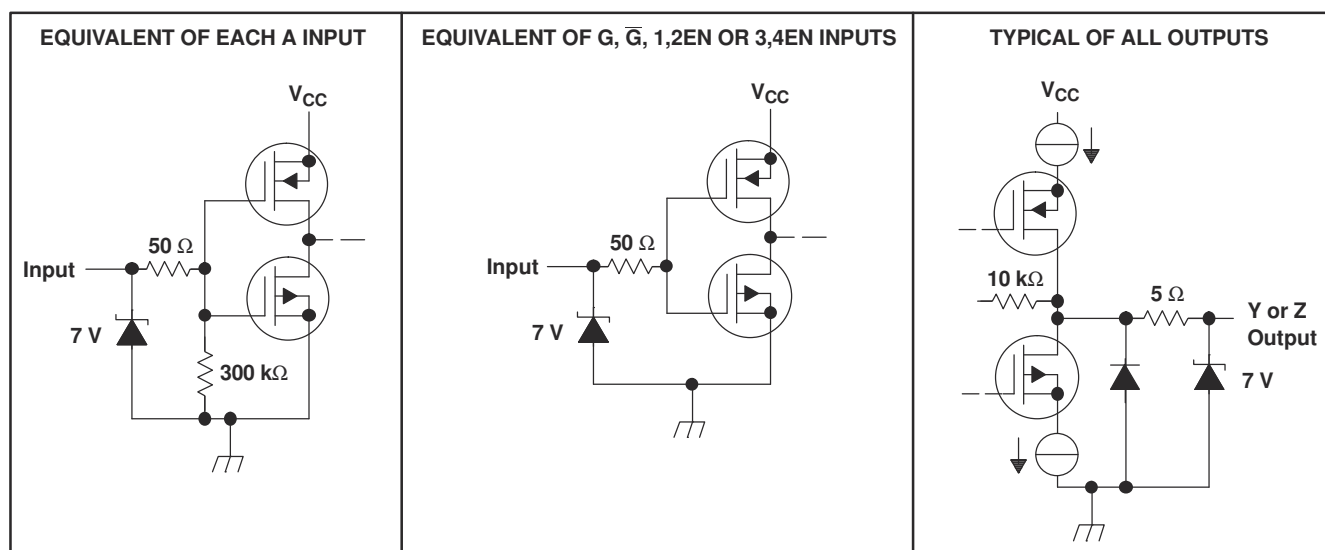 EQUIVALENT OF EACH A INPUT
VCC
50 Ω
Input
7 V
300 kΩ
EQUIVALENT OF G, G̅, 1,2EN OR 3,4EN INPUTS
VCC
50 Ω
Input
7 V
TYPICAL OF ALL OUTPUTS
VCC
10 kΩ
5 Ω
Y or Z
Output
7 V